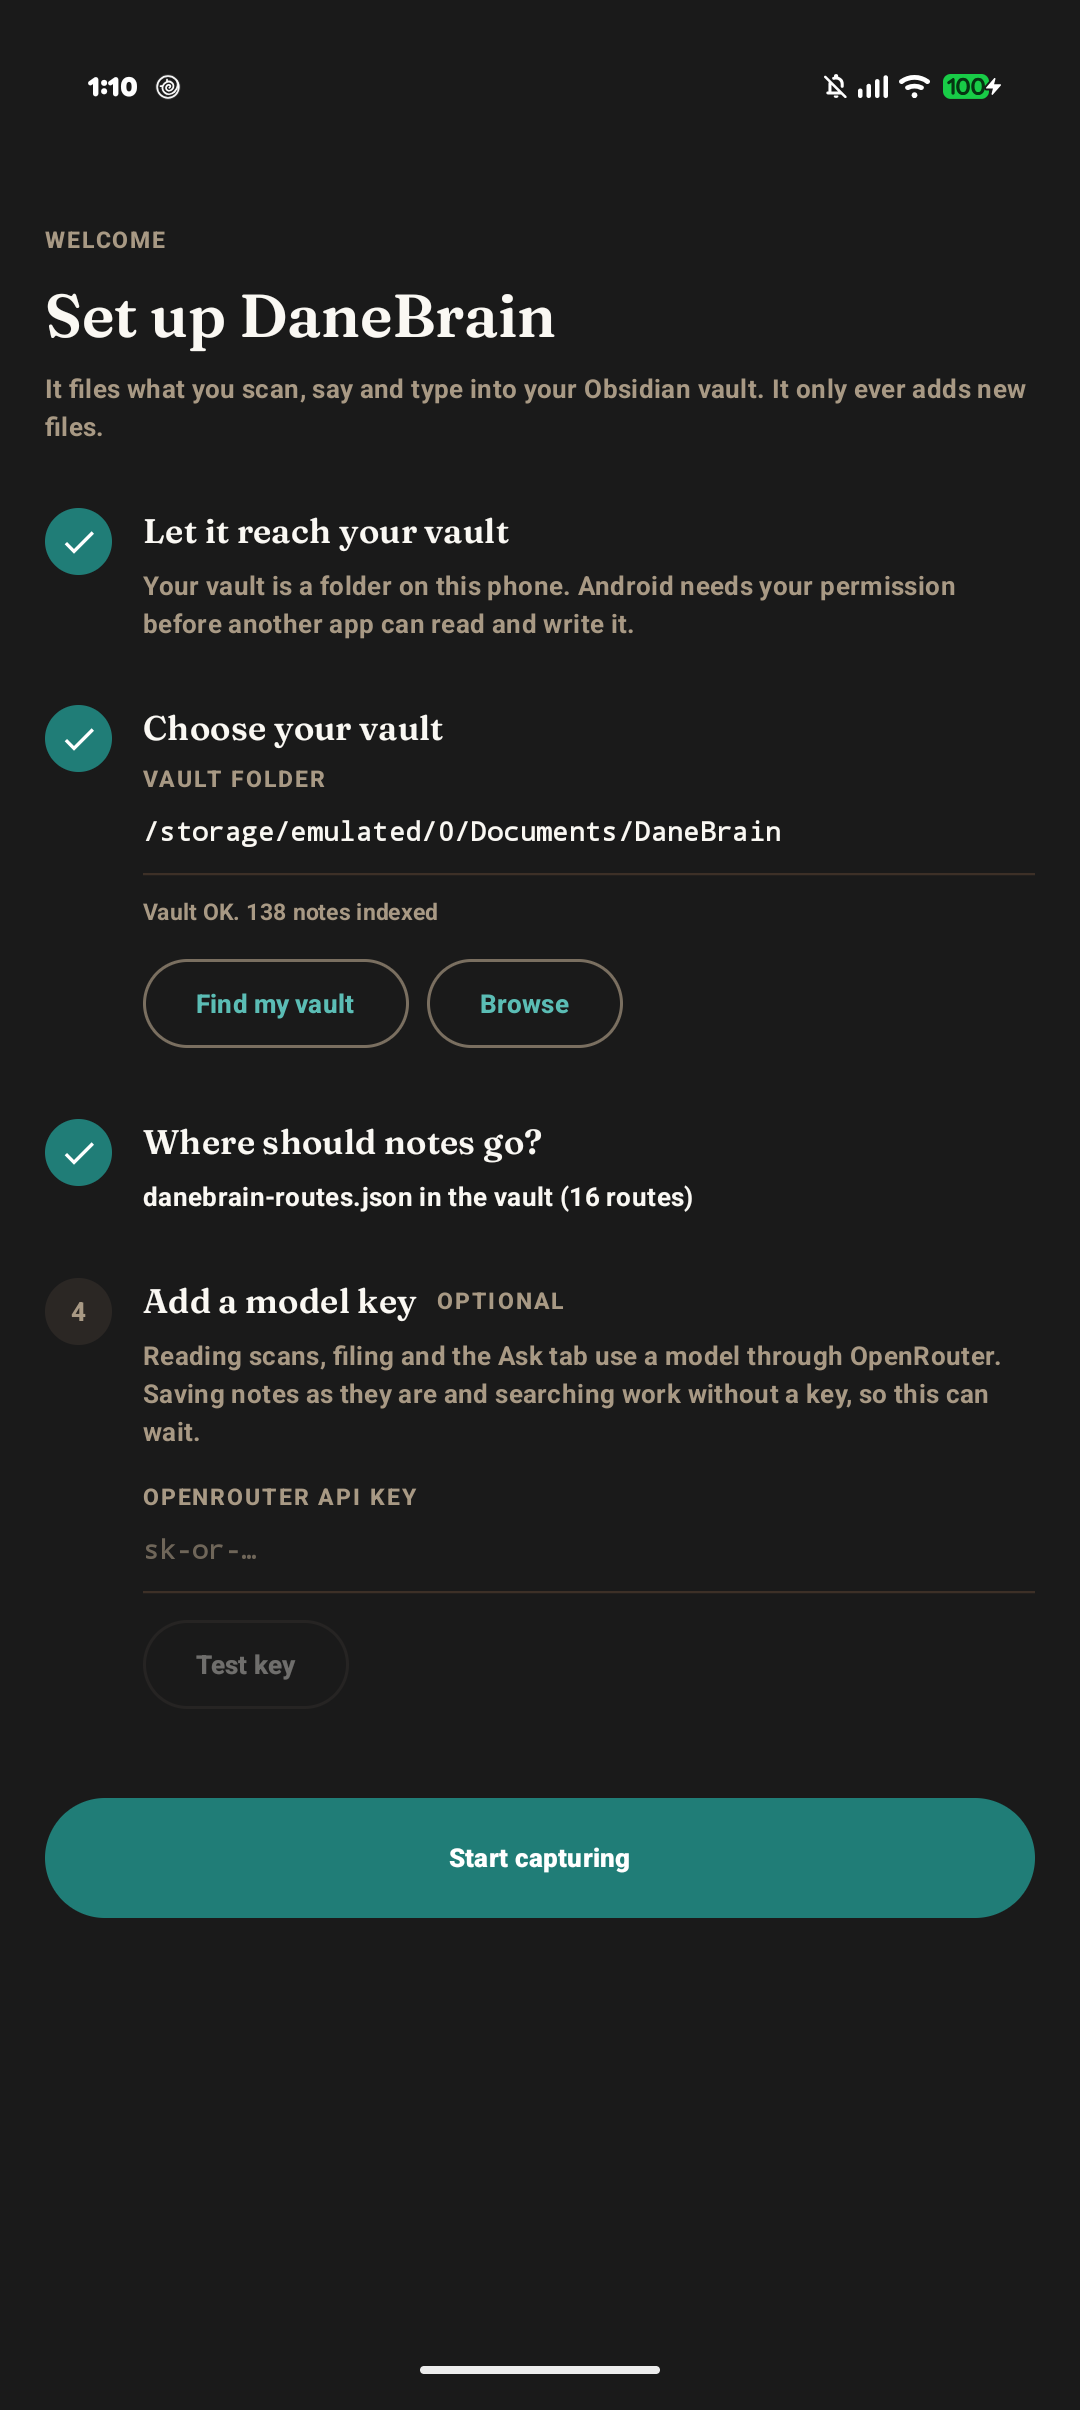 1:10
100
WELCOME
Set up DaneBrain
It files what you scan, say and type into your Obsidian vault. It only ever adds new
files.
Let it reach your vault
Your vault is a folder on this phone. Android needs your permission
before another app can read and write it.
Choose your vault
VAULT FOLDER
/storage/emulated/0/Documents/DaneBrain
Vault OK. 138 notes indexed
Find my vault
Browse
Where should notes go?
danebrain-routes.json in the vault (16 routes)
4
Add a model key OPTIONAL
Reading scans, filing and the Ask tab use a model through OpenRouter.
Saving notes as they are and searching work without a key, so this can
wait.
OPENROUTER API KEY
sk-or-…
Test key
Start capturing